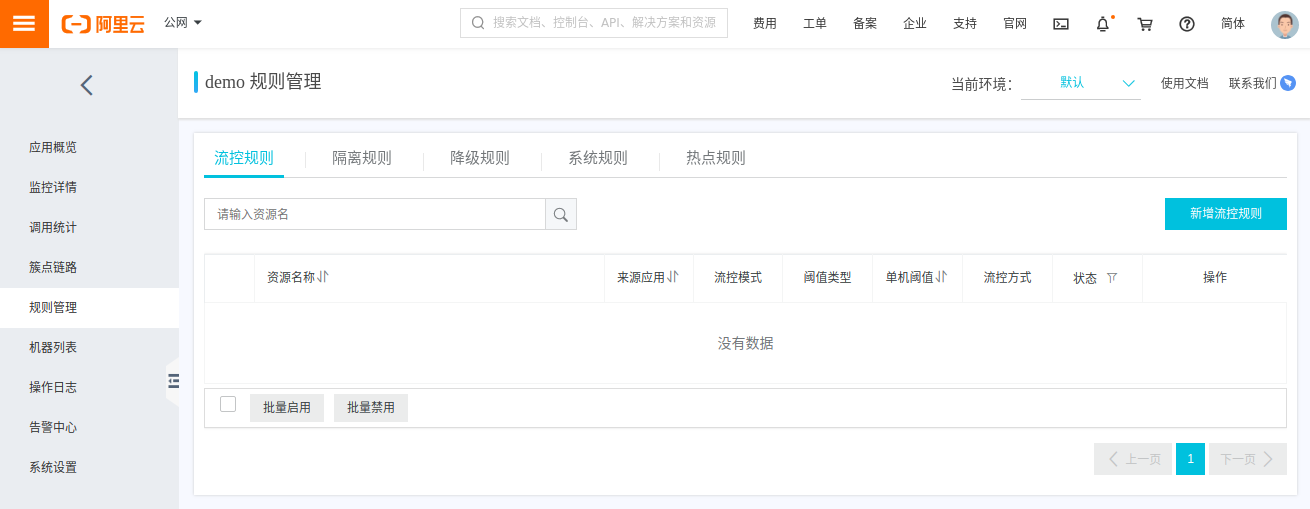 阿里云 公网 搜索文档、控制台、API、解决方案和资源 费用 工单 备案 企业 支持 官网 简体
demo 规则管理 当前环境: 默认 使用文档 联系我们
应用概览
监控详情
调用统计
簇点链路
规则管理
机器列表
操作日志
告警中心
系统设置
流控规则 隔离规则 降级规则 系统规则 热点规则
请输入资源名 新增流控规则
资源名称 来源应用 流控模式 阈值类型 单机阈值 流控方式 状态 操作
没有数据
批量启用 批量禁用
上一页 1 下一页